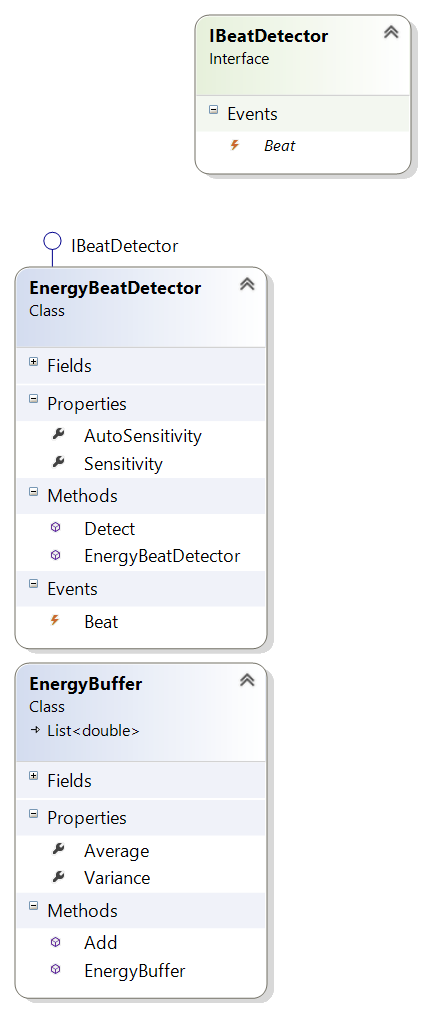 IBeatDetector
Interface
Events
Beat
IBeatDetector
EnergyBeatDetector
Class
Fields
Properties
AutoSensitivity
Sensitivity
Methods
Detect
EnergyBeatDetector
Events
Beat
EnergyBuffer
Class
List<double>
Fields
Properties
Average
Variance
Methods
Add
EnergyBuffer